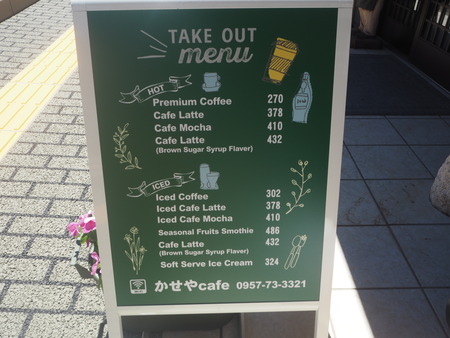 TAKE OUT
menu
HOT
Premium Coffee 270
Cafe Latte 378
Cafe Mocha 410
Cafe Latte 432
(Brown Sugar Syrup Flaver)
ICED
Iced Coffee 302
Iced Cafe Latte 378
Iced Cafe Mocha 410
Seasonal Fruits Smothie 486
Cafe Latte 432
(Brown Sugar Syrup Flaver)
Soft Serve Ice Cream 324
かせやcafe 0957-73-3321